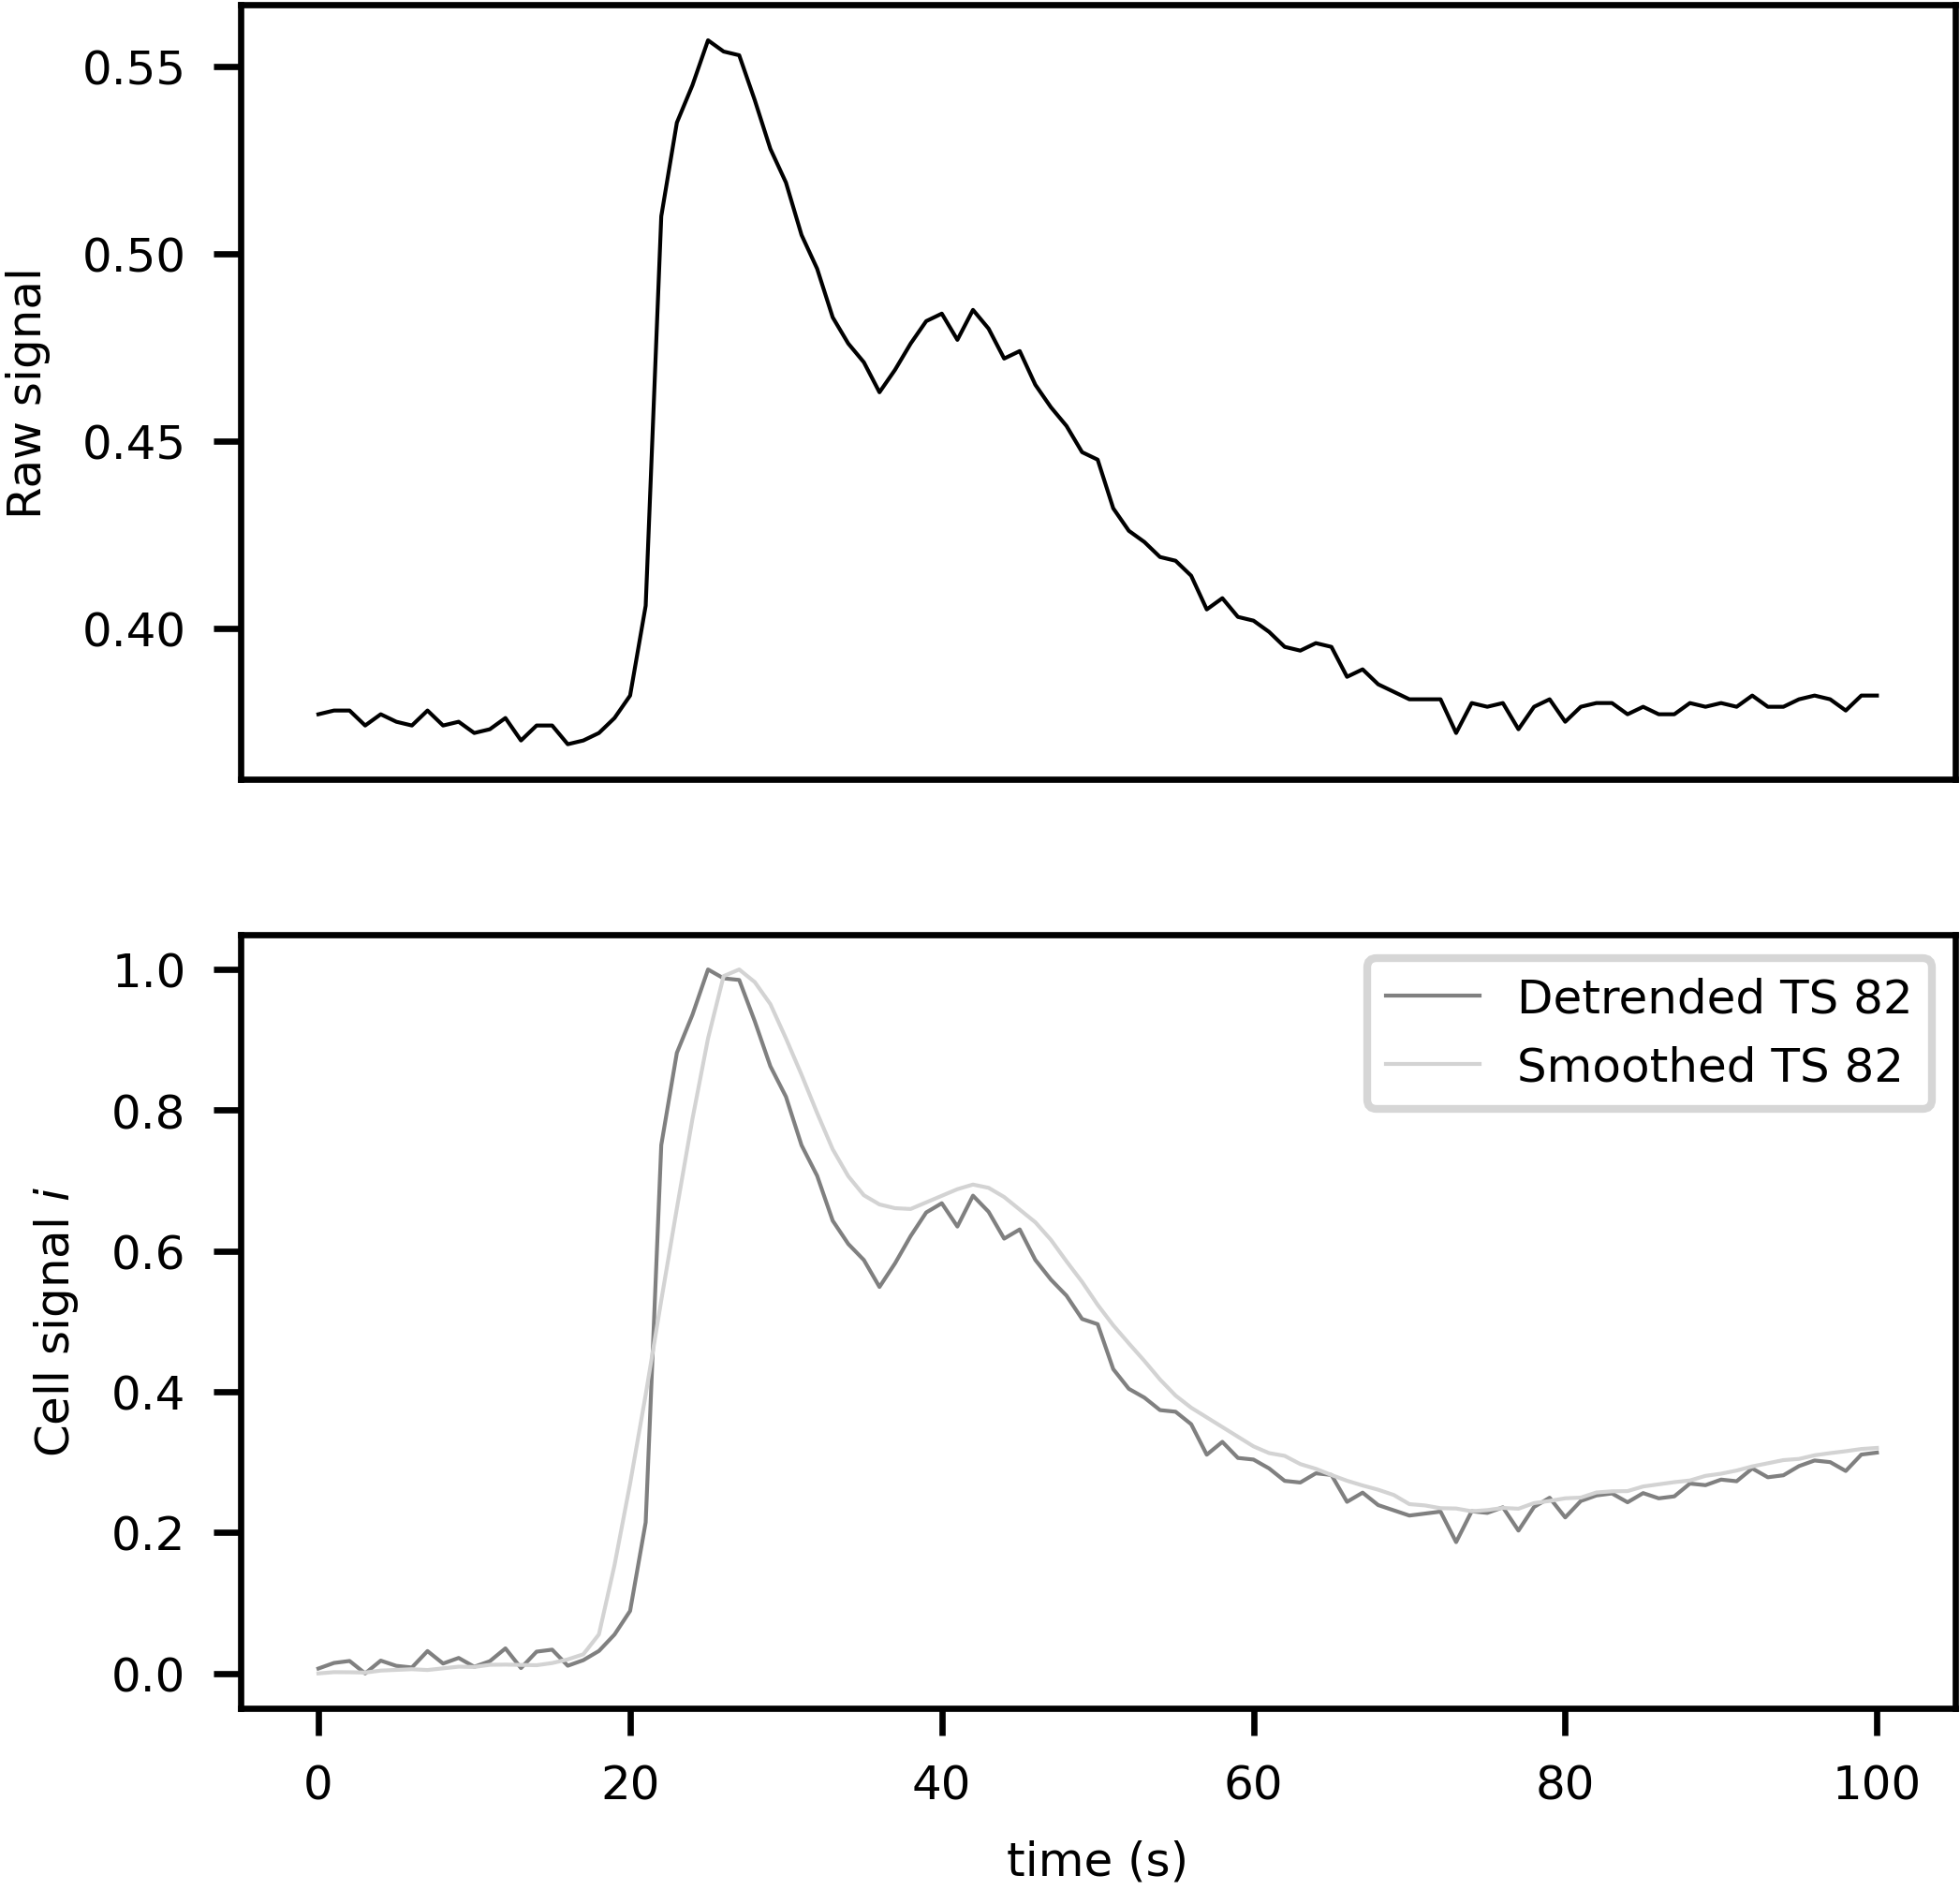 Raw signal
0.55
0.50
0.45
0.40
Cell signal i
1.0
0.8
0.6
0.4
0.2
0.0
Detrended TS 82
Smoothed TS 82
0 20 40 60 80 100
time (s)